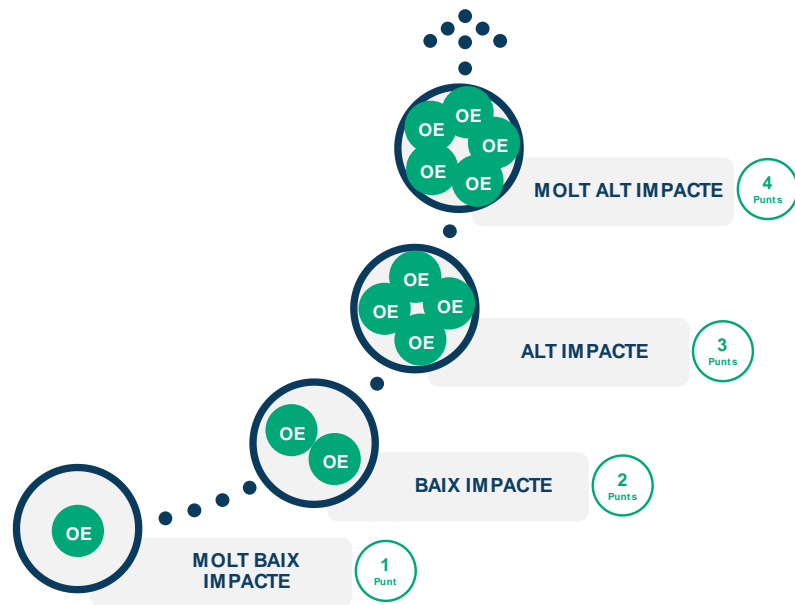 OE
OE
OE
OE
OE
MOLT ALT IMPACTE
4
Punts
OE
OE
OE
OE
ALT IMPACTE
3
Punts
OE
OE
BAIX IMPACTE
2
Punts
OE
MOLT BAIX
IMPACTE
1
Punt